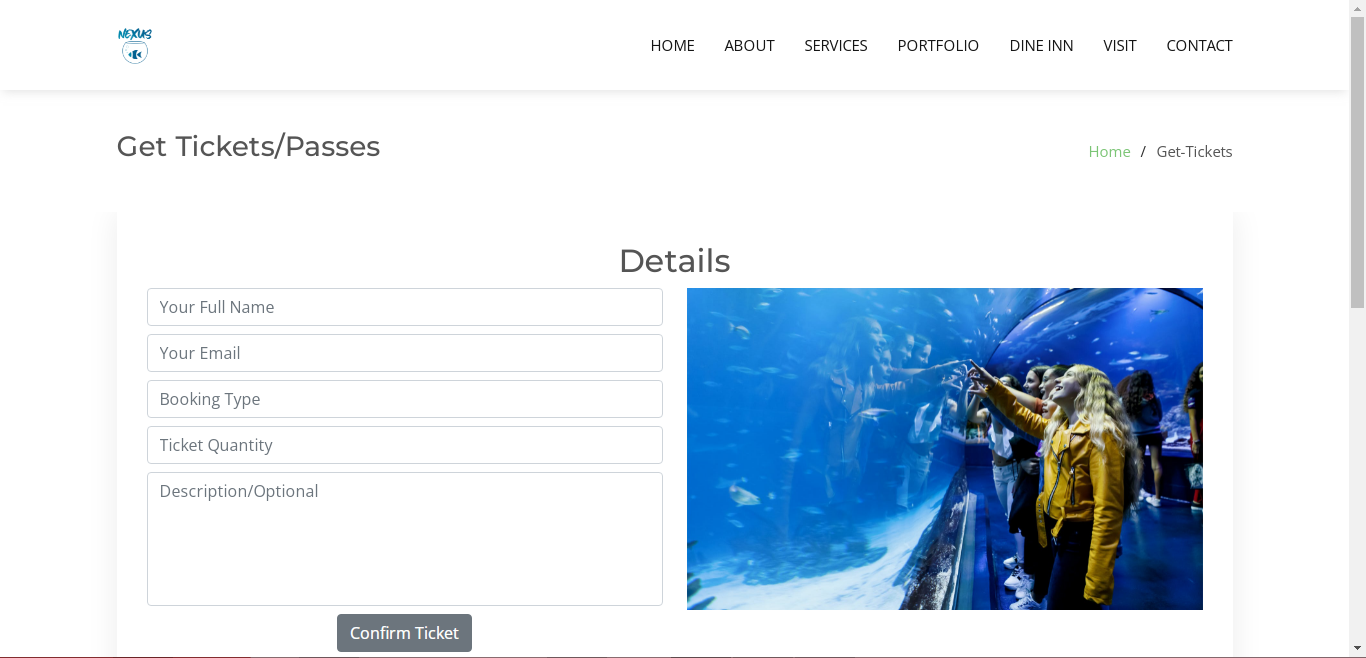 NEXUS
HOME ABOUT SERVICES PORTFOLIO DINE INN VISIT CONTACT
Get Tickets/Passes
Home / Get-Tickets
Details
Your Full Name
Your Email
Booking Type
Ticket Quantity
Description/Optional
Confirm Ticket